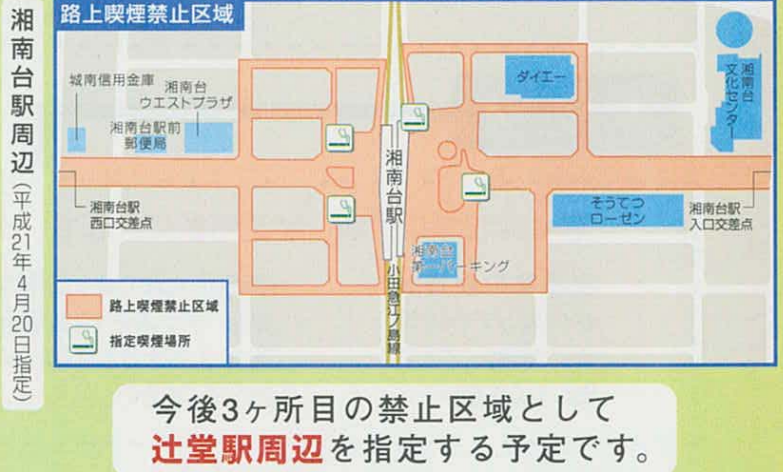 湘南台駅周辺(平成21年4月20日指定)
路上喫煙禁止区域
城南信用金庫
湘南台
ウエストプラザ
湘南台駅前
郵便局
湘南台駅
西口交差点
湘南台駅
小田急江ノ島線
ダイエー
湘南台
文化センター
そうてつ
ローゼン
湘南台駅
入口交差点
湘南台
第一パーキング
路上喫煙禁止区域
指定喫煙場所
今後3ヶ所目の禁止区域として
辻堂駅周辺を指定する予定です。